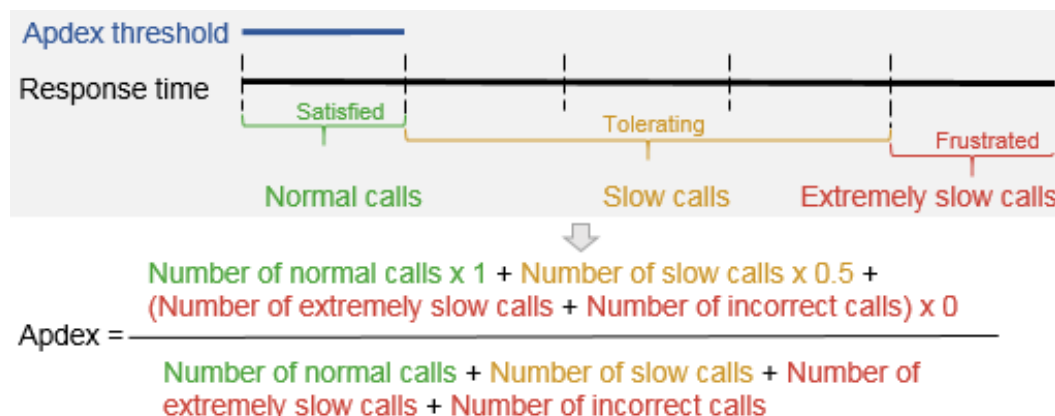 Apdex threshold
Response time
Satisfied
Tolerating
Frustrated
Normal calls
Slow calls
Extremely slow calls
Number of normal calls x 1 + Number of slow calls x 0.5 +
(Number of extremely slow calls + Number of incorrect calls) x 0
Apdex =
Number of normal calls + Number of slow calls + Number of
extremely slow calls + Number of incorrect calls